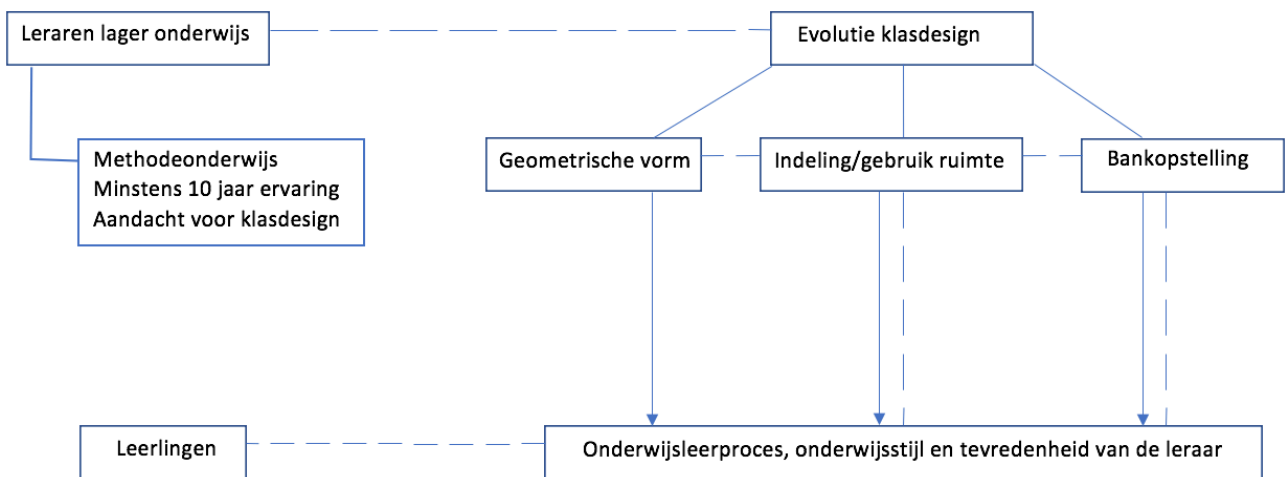 Leraren lager onderwijs
Evolutie klasdesign
Methodeonderwijs
Minstens 10 jaar ervaring
Aandacht voor klasdesign
Geometrische vorm
Indeling/gebruik ruimte
Bankopstelling
Leerlingen
Onderwijsleerproces, onderwijsstijl en tevredenheid van de leraar